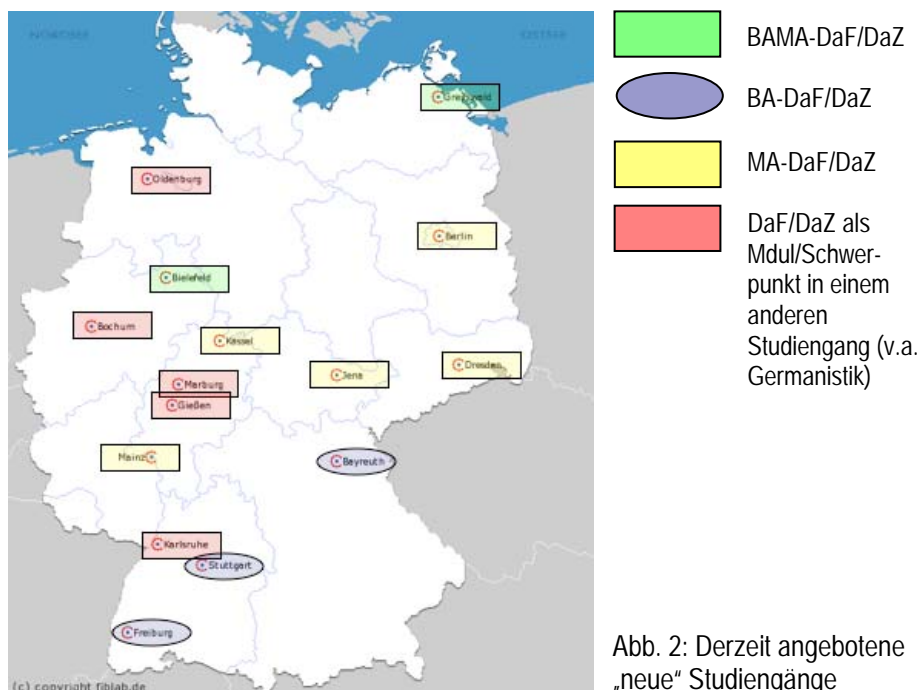 NORDSEE
OSTSEE
Greifswald
Oldenburg
Berlin
Bielefeld
Bochum
Kassel
Jena
Dresden
Marburg
Gießen
Mainz
Bayreuth
Karlsruhe
Stuttgart
Freiburg
(c) copyright fiblab.de
BAMA-DaF/DaZ
BA-DaF/DaZ
MA-DaF/DaZ
DaF/DaZ als
Mdul/Schwer-
punkt in einem
anderen
Studiengang (v.a.
Germanistik)
Abb. 2: Derzeit angebotene
„neue“ Studiengänge